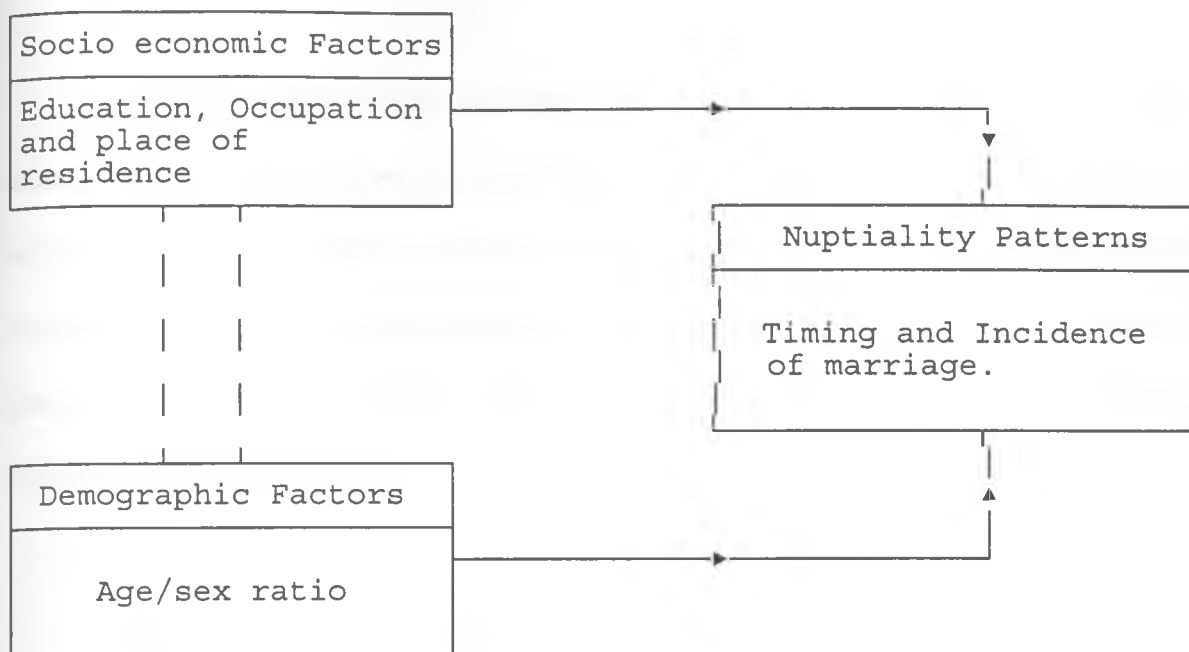 Socio economic Factors
Education, Occupation
and place of
residence
Nuptiality Patterns
Timing and Incidence
of marriage.
Demographic Factors
Age/sex ratio